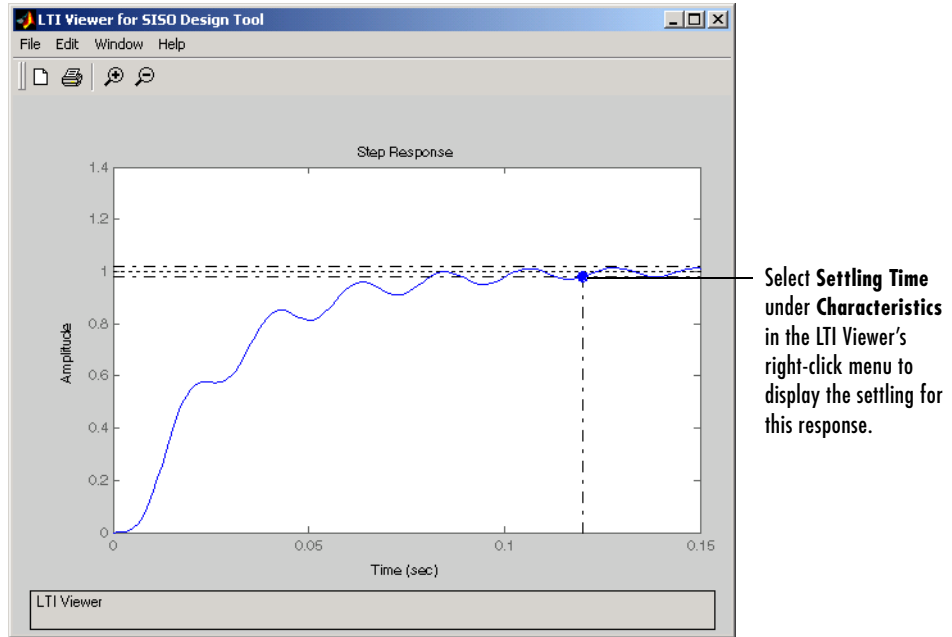 LTI Viewer for SISO Design Tool
File Edit Window Help
Step Response
1.4
1.2
1
0.8
0.6
0.4
0.2
0
Amplitude
0 0.05 0.1 0.15
Time (sec)
LTI Viewer
Select Settling Time
under Characteristics
in the LTI Viewer's
right-click menu to
display the settling for
this response.